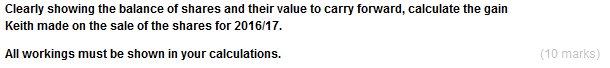 Clearly showing the balance of shares and their value to carry forward, calculate the gain
Keith made on the sale of the shares for 2016/17.
All workings must be shown in your calculations.
(10 marks)